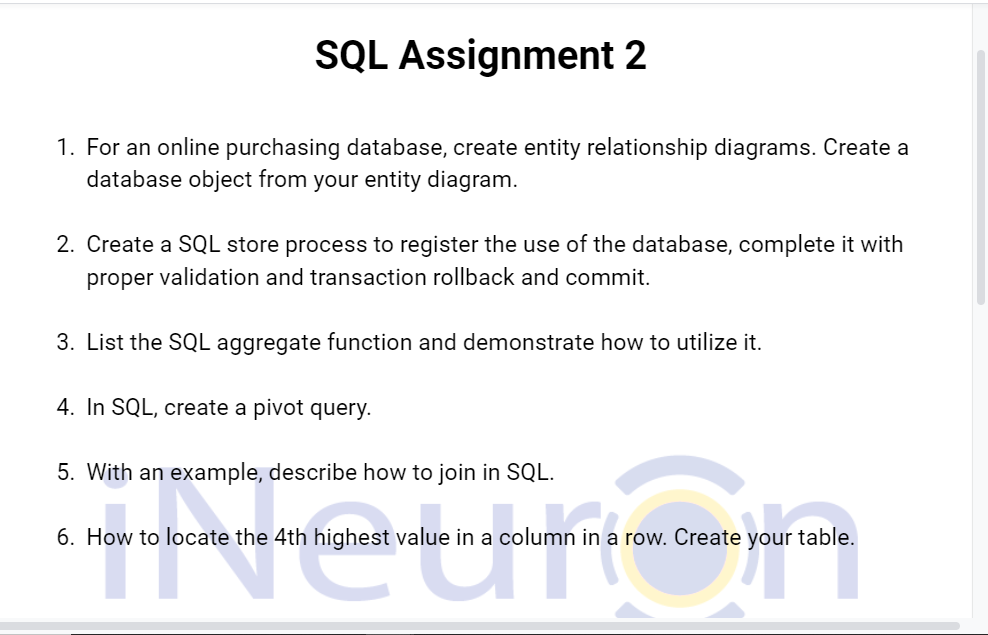 SQL Assignment 2
1. For an online purchasing database, create entity relationship diagrams. Create a
database object from your entity diagram.
2. Create a SQL store process to register the use of the database, complete it with
proper validation and transaction rollback and commit.
3. List the SQL aggregate function and demonstrate how to utilize it.
4. In SQL, create a pivot query.
5. With an example, describe how to join in SQL.
6. How to locate the 4th highest value in a column in a row. Create your table.
iNeuron